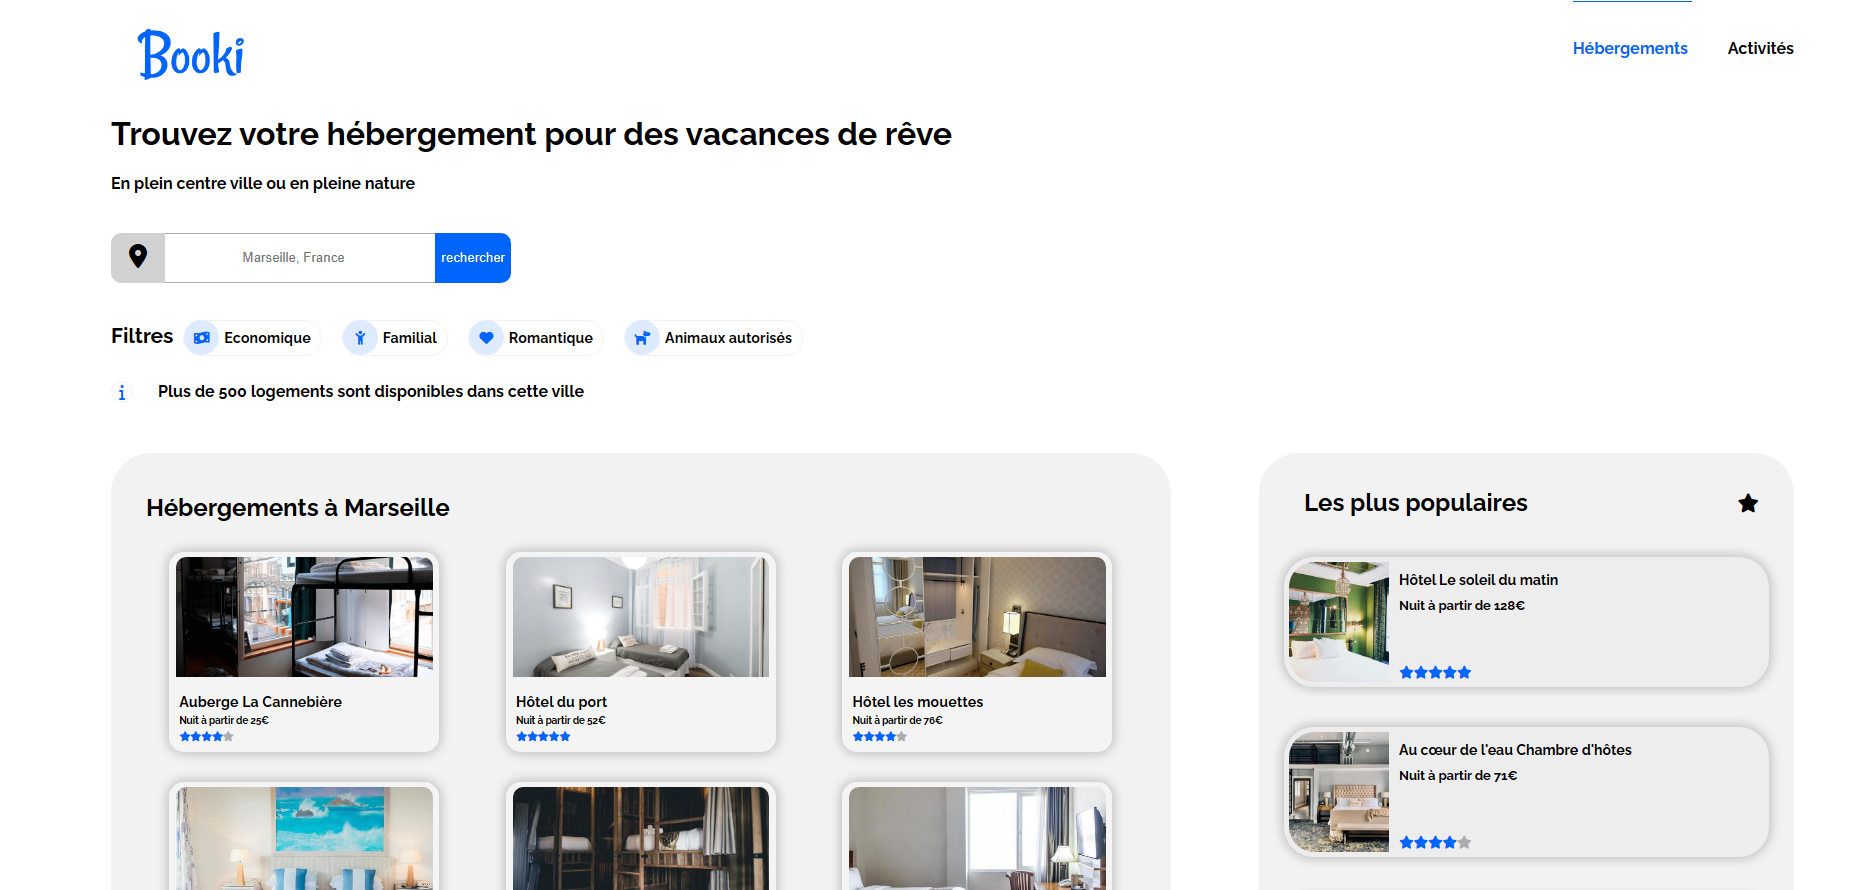 Booki
Hébergements
Activités
Trouvez votre hébergement pour des vacances de rêve
En plein centre ville ou en pleine nature
Marseille, France
rechercher
Filtres
Economique
Familial
Romantique
Animaux autorisés
Plus de 500 logements sont disponibles dans cette ville
Hébergements à Marseille
Auberge La Cannebière
Nuit à partir de 25€
Hôtel du port
Nuit à partir de 52€
Hôtel les mouettes
Nuit à partir de 76€
Les plus populaires
Hôtel Le soleil du matin
Nuit à partir de 128€
Au cœur de l'eau Chambre d'hôtes
Nuit à partir de 71€